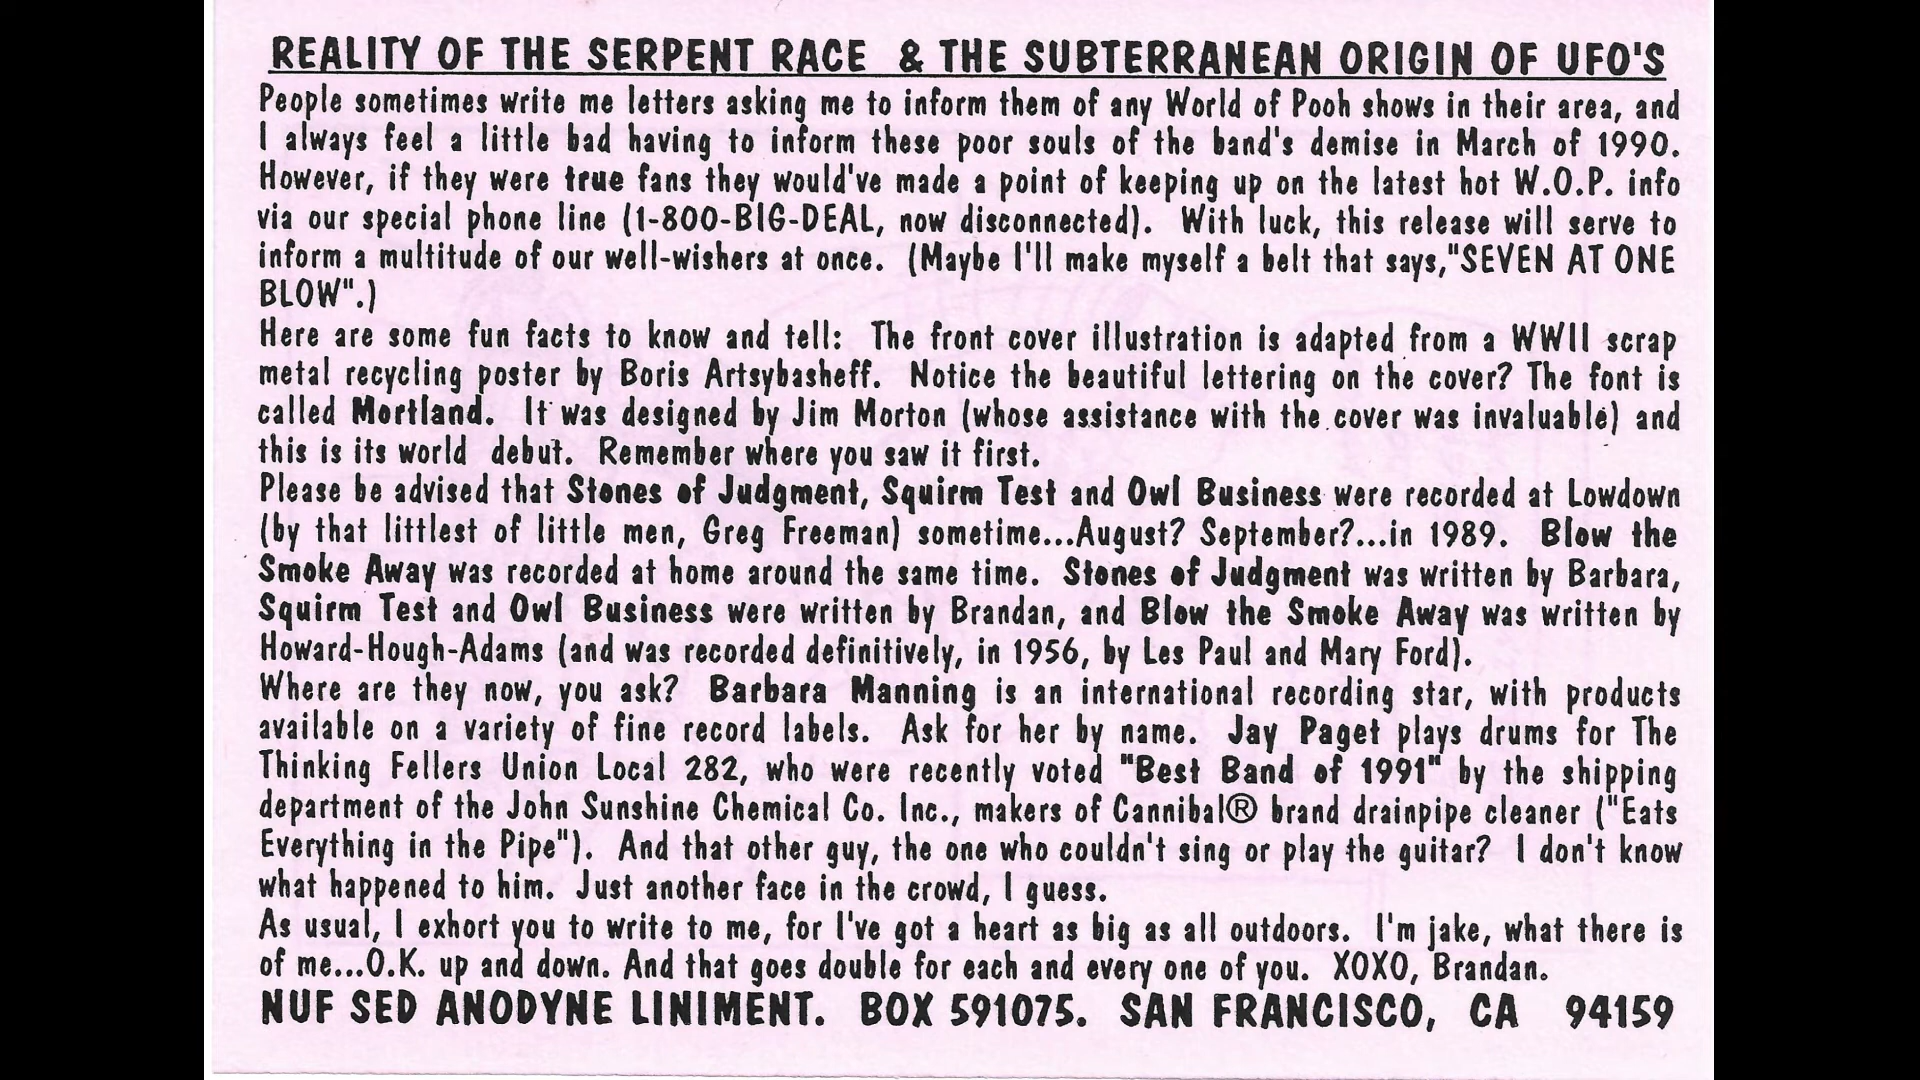 REALITY OF THE SERPENT RACE & THE SUBTERRANEAN ORIGIN OF UFO'S
People sometimes write me letters asking me to inform them of any World of Pooh shows in their area, and
I always feel a little bad having to inform these poor souls of the band's demise in March of 1990.
However, if they were true fans they would've made a point of keeping up on the latest hot W.O.P. info
via our special phone line (1-800-BIG-DEAL, now disconnected). With luck, this release will serve to
inform a multitude of our well-wishers at once. (Maybe I'll make myself a belt that says,"SEVEN AT ONE
BLOW".)
Here are some fun facts to know and tell: The front cover illustration is adapted from a WWII scrap
metal recycling poster by Boris Artsybasheff. Notice the beautiful lettering on the cover? The font is
called Mortland. It was designed by Jim Morton (whose assistance with the cover was invaluable) and
this is its world debut. Remember where you saw it first.
Please be advised that Stones of Judgment, Squirm Test and Owl Business were recorded at Lowdown
(by that littlest of little men, Greg Freeman) sometime...August? September?...in 1989. Blow the
Smoke Away was recorded at home around the same time. Stones of Judgment was written by Barbara,
Squirm Test and Owl Business were written by Brandan, and Blow the Smoke Away was written by
Howard-Hough-Adams (and was recorded definitively, in 1956, by Les Paul and Mary Ford).
Where are they now, you ask? Barbara Manning is an international recording star, with products
available on a variety of fine record labels. Ask for her by name. Jay Paget plays drums for The
Thinking Fellers Union Local 282, who were recently voted "Best Band of 1991" by the shipping
department of the John Sunshine Chemical Co. Inc., makers of Cannibal® brand drainpipe cleaner ("Eats
Everything in the Pipe"). And that other guy, the one who couldn't sing or play the guitar? I don't know
what happened to him. Just another face in the crowd, I guess.
As usual, I exhort you to write to me, for I've got a heart as big as all outdoors. I'm jake, what there is
of me...O.K. up and down. And that goes double for each and every one of you. XOXO, Brandan.
NUF SED ANODYNE LINIMENT. BOX 591075. SAN FRANCISCO, CA 94159